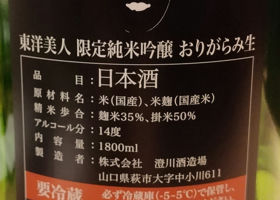 東洋美人 限定純米吟醸 おりがらみ生
品目：日本酒
原材料名：米（国産）、米麹（国産米）
精米歩合：麹米35%、掛米50%
アルコール分：14度
内容量：1800ml
製造者：株式会社 澄川酒造場
山口県萩市大字中小川611
要冷蔵 必ず冷蔵庫（-5-5℃）で保管し、